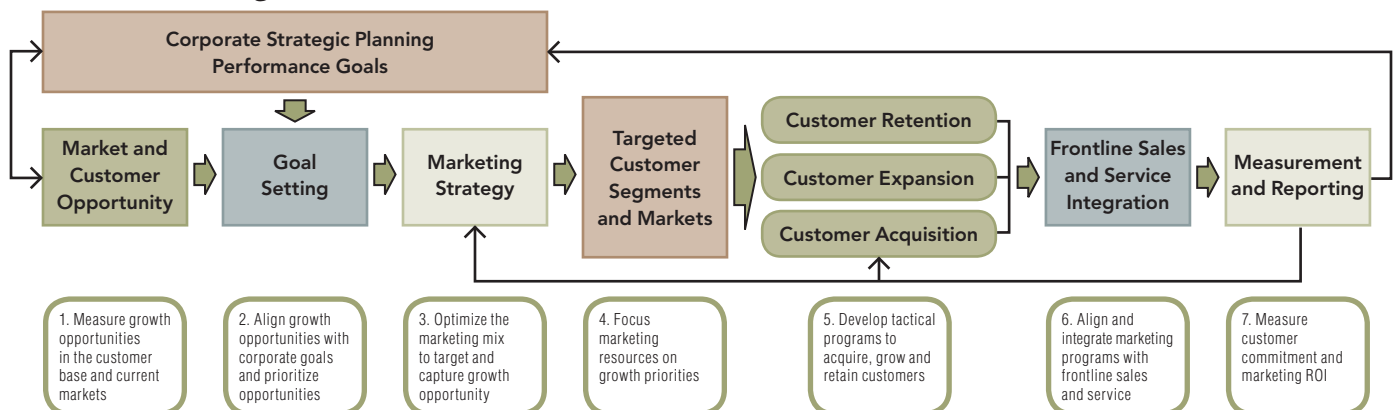 Corporate Strategic Planning
Performance Goals
Market and
Customer
Opportunity
Goal
Setting
Marketing
Strategy
Targeted
Customer
Segments
and Markets
Customer Retention
Customer Expansion
Customer Acquisition
Frontline Sales
and Service
Integration
Measurement
and Reporting
1. Measure growth
opportunities
in the customer
base and current
markets
2. Align growth
opportunities with
corporate goals
and prioritize
opportunities
3. Optimize the
marketing mix
to target and
capture growth
opportunity
4. Focus
marketing
resources on
growth priorities
5. Develop tactical
programs to
acquire, grow and
retain customers
6. Align and
integrate marketing
programs with
frontline sales
and service
7. Measure
customer
commitment and
marketing ROI